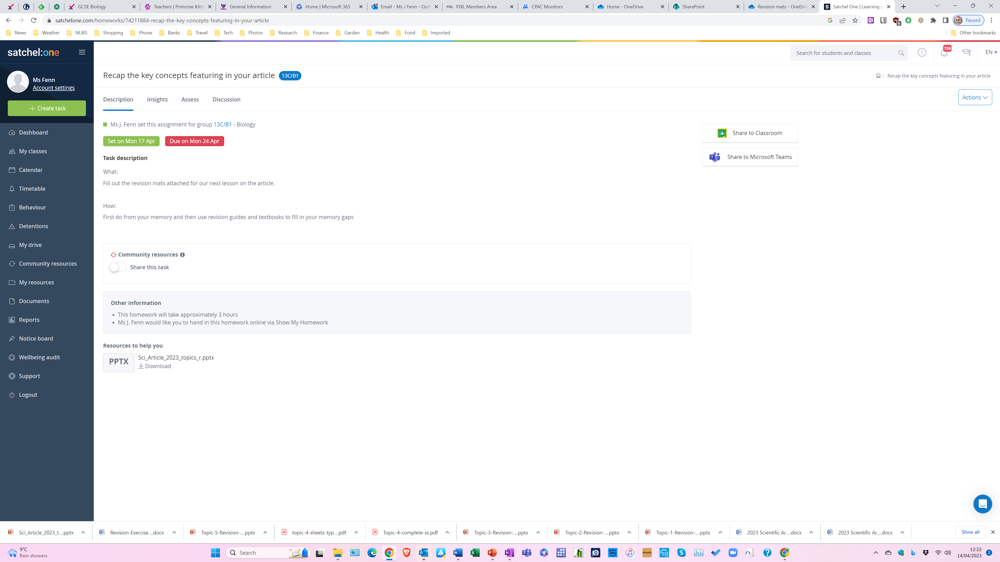 GCSE Biology
Teachers | Primrose Kitte
General Information
Home | Microsoft 365
Email - Ms J Fenn - Outl
PiXL PiXL Members Area
CPAC Monitors
Home - OneDrive
SharePoint
Revision mats - OneDriv
Satchel One | Learning p
satchelone.com/homeworks/74211884-recap-the-key-concepts-featuring-in-your-article
9
Paused
News
Weather
NUBS
Shopping
Phone
Banks
Travel
Tech
Photos
Research
Finance
Garden
Health
Food
Imported
Other bookmarks
satchel:one
Search for students and classes
736
EN
Ms Fenn
Account settings
Create task
Dashboard
My classes
Calendar
Timetable
Behaviour
Detentions
My drive
Community resources
My resources
Documents
Reports
Notice board
Wellbeing audit
Support
Logout
Recap the key concepts featuring in your article 13C/B1
/ Recap the key concepts featuring in your article
Description Insights Assess Discussion
Actions
Ms J. Fenn set this assignment for group 13C/B1 - Biology
Set on Mon 17 Apr Due on Mon 24 Apr
Share to Classroom
Share to Microsoft Teams
Task description
What:
Fill out the revision mats attached for our next lesson on the article.
How:
First do from your memory and then use revision guides and textbooks to fill in your memory gaps
Community resources
Share this task
Other information
• This homework will take approximately 3 hours
• Ms J. Fenn would like you to hand in this homework online via Show My Homework
Resources to help you
PPTX
Sci_Article_2023_topics_r.pptx
Download
Sci_Article_2023_t....pptx
Revision-Exercise....docx
Topic-5-Revision-....pptx
topic-4-sheets-typ....pdf
Topic-4-complete-ss.pdf
Topic-3-Revision-....pptx
Topic-2-Revision-....pptx
Topic-1-Revision-....pptx
2023 Scientific Ar....docx
2023 Scientific Ar....docx
Show all
9°C
Rain showers
Search
prime video
SONOS
12:22
14/04/2023
2